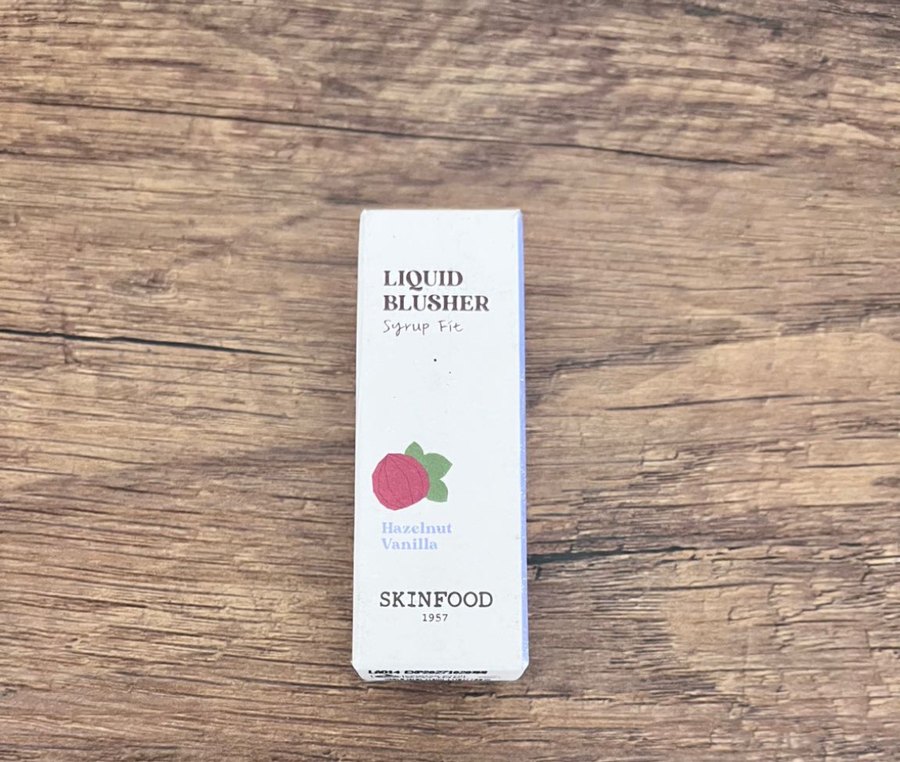 LIQUID
BLUSHER
Syrup Fit
Hazelnut
Vanilla
SKINFOOD
1957